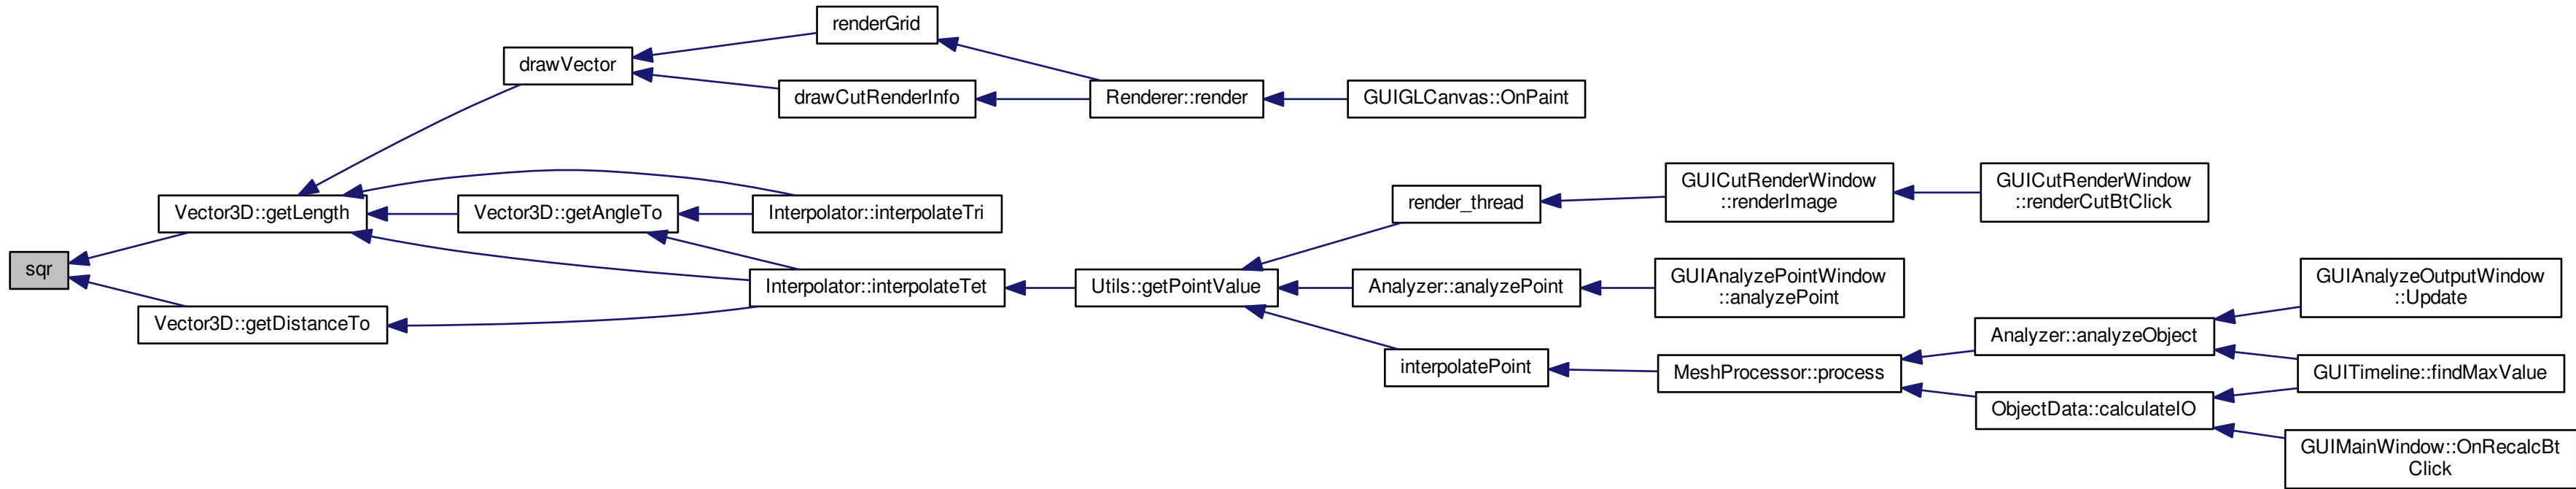 renderGrid
drawVector
drawCutRenderInfo
Renderer::render
GUIGLCanvas::OnPaint
GUICutRenderWindow
::renderImage
GUICutRenderWindow
::renderCutBtClick
render_thread
Vector3D::getLength
Vector3D::getAngleTo
Interpolator::interpolateTri
sqr
Interpolator::interpolateTet
Utils::getPointValue
Analyzer::analyzePoint
GUIAnalyzePointWindow
::analyzePoint
GUIAnalyzeOutputWindow
::Update
Vector3D::getDistanceTo
Analyzer::analyzeObject
interpolatePoint
MeshProcessor::process
GUITimeline::findMaxValue
ObjectData::calculateIO
GUIMainWindow::OnRecalcBt
Click